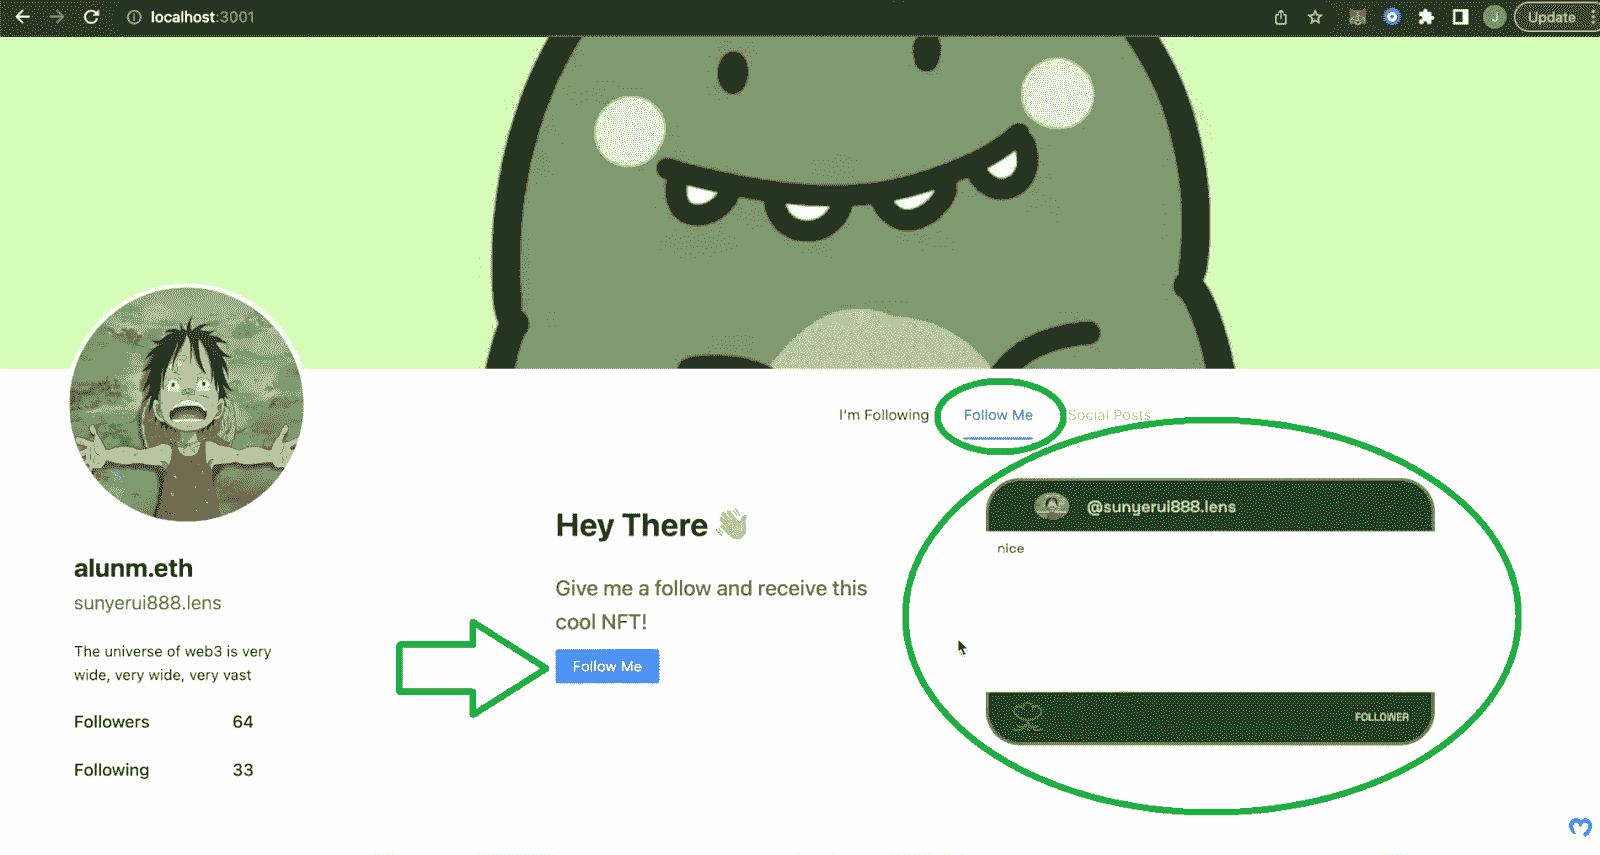 localhost:3001
J
Update
I'm Following
Follow Me
Social Posts
@sunyerui888.lens
nice
Hey There 👋
Give me a follow and receive this
cool NFT!
Follow Me
FOLLOWER
alunm.eth
sunyerui888.lens
The universe of web3 is very
wide, very wide, very vast
Followers 64
Following 33